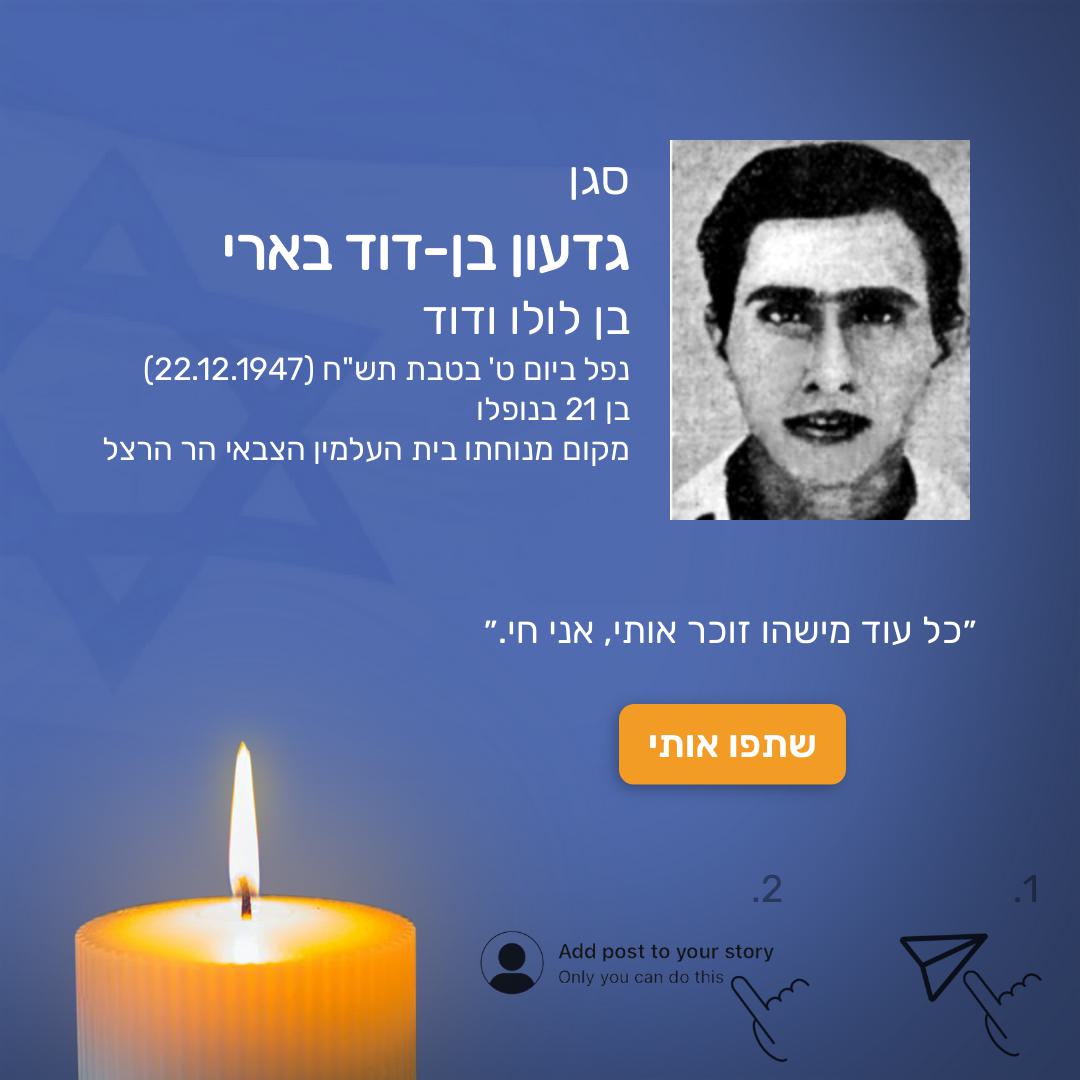 סגן
גדעון בן-דוד בארי
בן לולו ודוד
נפל ביום ט' בטבת תש"ח (22.12.1947)
בן 21 בנופלו
מקום מנוחתו בית העלמין הצבאי הר הרצל
"כל עוד מישהו זוכר אותי, אני חי."
שתפו אותי
1.
2.
Add post to your story
Only you can do this